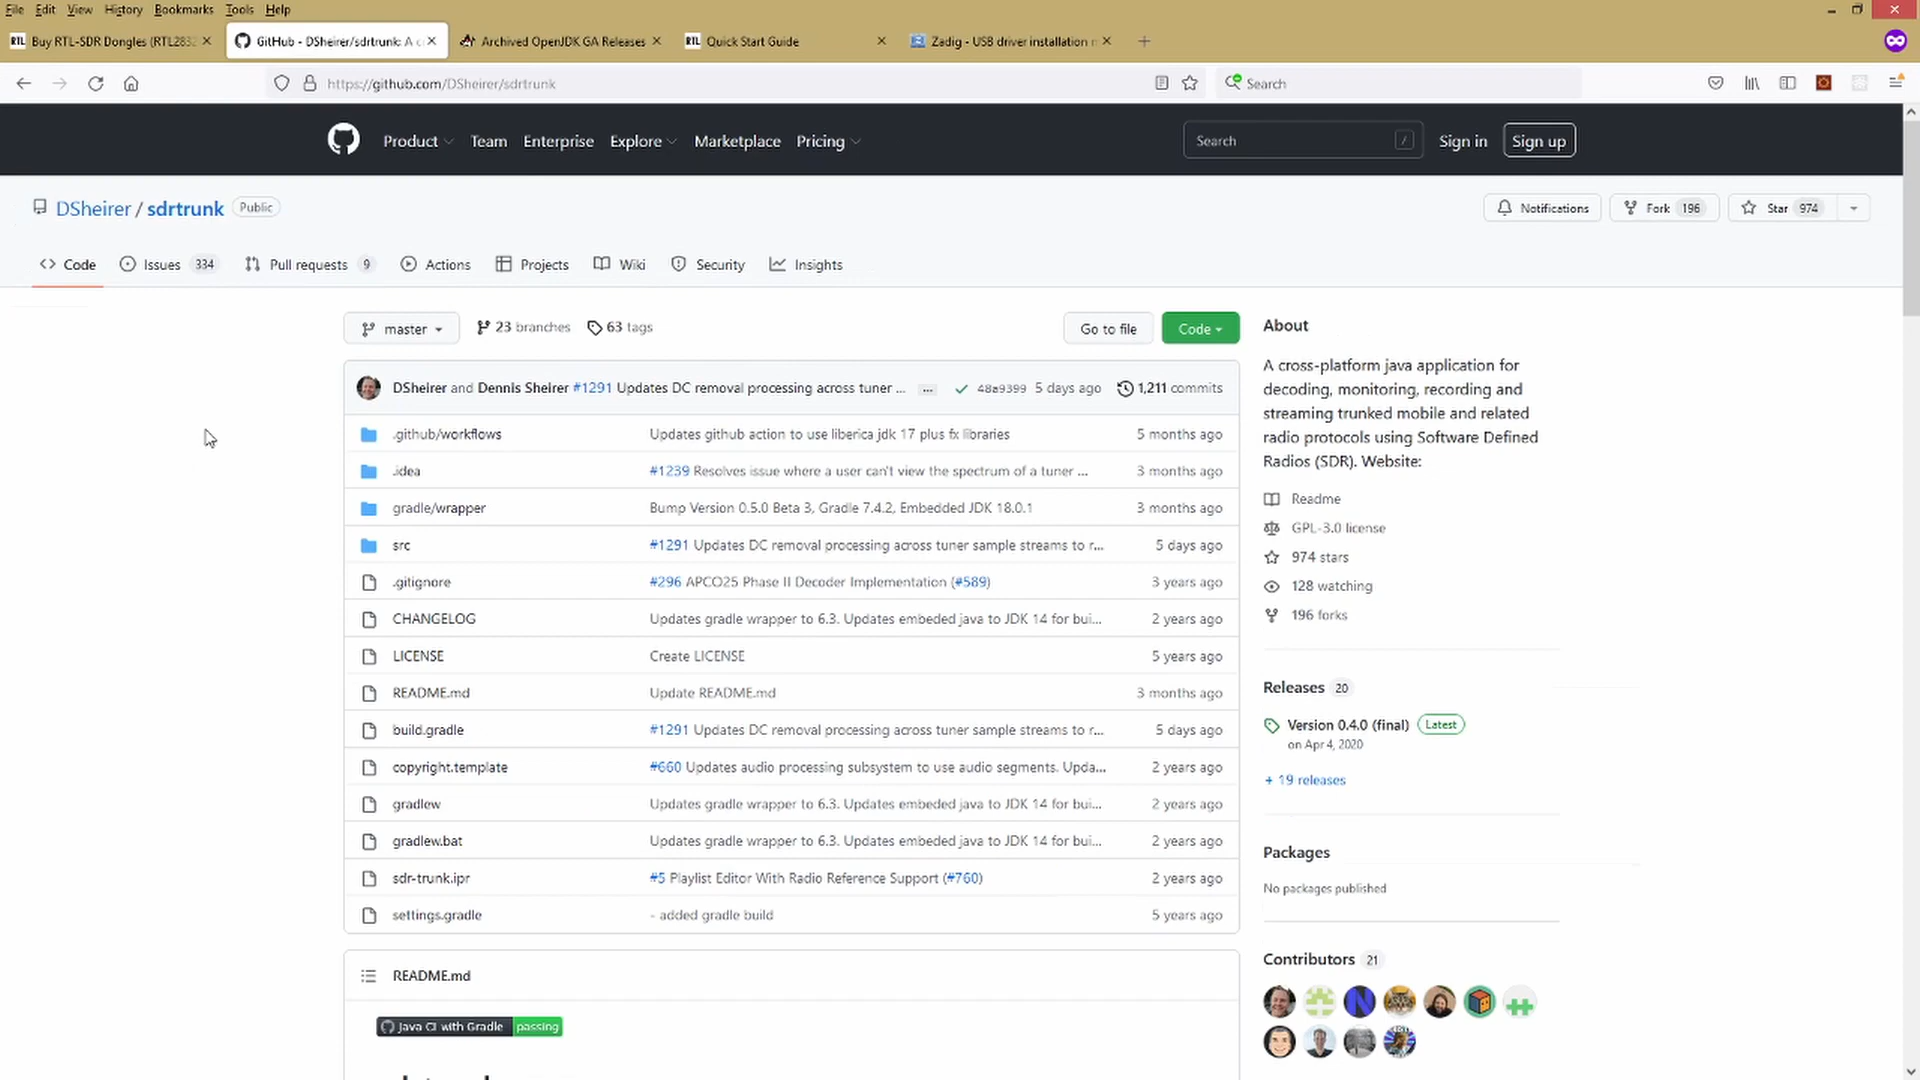 File Edit View History Bookmarks Tools Help
RTL Buy RTL-SDR Dongles (RTL2832
GitHub - DSheirer/sdrtrunk: A c
Archived OpenJDK GA Releases
RTL Quick Start Guide
Zadig - USB driver installation
https://github.com/DSheirer/sdrtrunk
Search
Product Team Enterprise Explore Marketplace Pricing
Search /
Sign in
Sign up
DSheirer / sdrtrunk Public
Notifications
Fork 196
Star 974
Code
Issues 334
Pull requests 9
Actions
Projects
Wiki
Security
Insights
master
23 branches
63 tags
Go to file
Code
DSheirer and Dennis Sheirer #1291 Updates DC removal processing across tuner ... ... 48a9399 5 days ago 1,211 commits
.github/workflows Updates github action to use liberica jdk 17 plus fx libraries 5 months ago
.idea #1239 Resolves issue where a user can't view the spectrum of a tuner ... 3 months ago
gradle/wrapper Bump Version 0.5.0 Beta 3, Gradle 7.4.2, Embedded JDK 18.0.1 3 months ago
src #1291 Updates DC removal processing across tuner sample streams to r... 5 days ago
.gitignore #296 APCO25 Phase II Decoder Implementation (#589) 3 years ago
CHANGELOG Updates gradle wrapper to 6.3. Updates embeded java to JDK 14 for bui... 2 years ago
LICENSE Create LICENSE 5 years ago
README.md Update README.md 3 months ago
build.gradle #1291 Updates DC removal processing across tuner sample streams to r... 5 days ago
copyright.template #660 Updates audio processing subsystem to use audio segments. Upda... 2 years ago
gradlew Updates gradle wrapper to 6.3. Updates embeded java to JDK 14 for bui... 2 years ago
gradlew.bat Updates gradle wrapper to 6.3. Updates embeded java to JDK 14 for bui... 2 years ago
sdr-trunk.ipr #5 Playlist Editor With Radio Reference Support (#760) 2 years ago
settings.gradle - added gradle build 5 years ago
README.md
Java CI with Gradle passing
About
A cross-platform java application for
decoding, monitoring, recording and
streaming trunked mobile and related
radio protocols using Software Defined
Radios (SDR). Website:
Readme
GPL-3.0 license
974 stars
128 watching
196 forks
Releases 20
Version 0.4.0 (final) Latest
on Apr 4, 2020
+ 19 releases
Packages
No packages published
Contributors 21